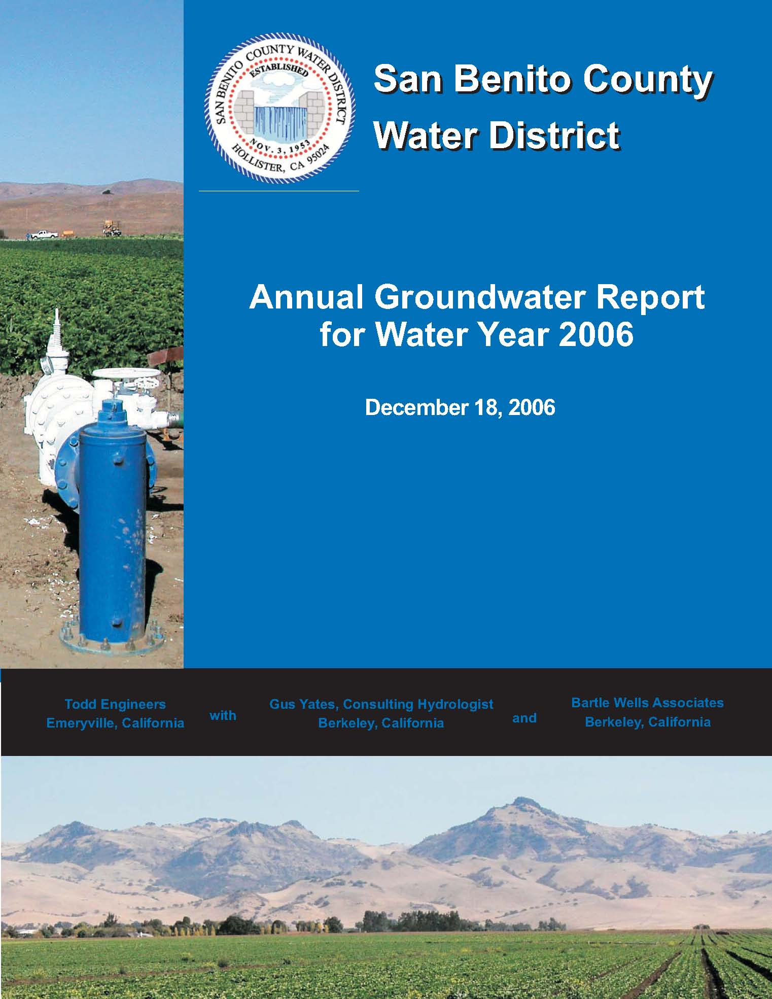 SAN BENITO COUNTY WATER DISTRICT
ESTABLISHED
NOV. 3, 1953
HOLLISTER, CA 95024
San Benito County
Water District
Annual Groundwater Report
for Water Year 2006
December 18, 2006
Todd Engineers
Emeryville, California
with
Gus Yates, Consulting Hydrologist
Berkeley, California
and
Bartle Wells Associates
Berkeley, California